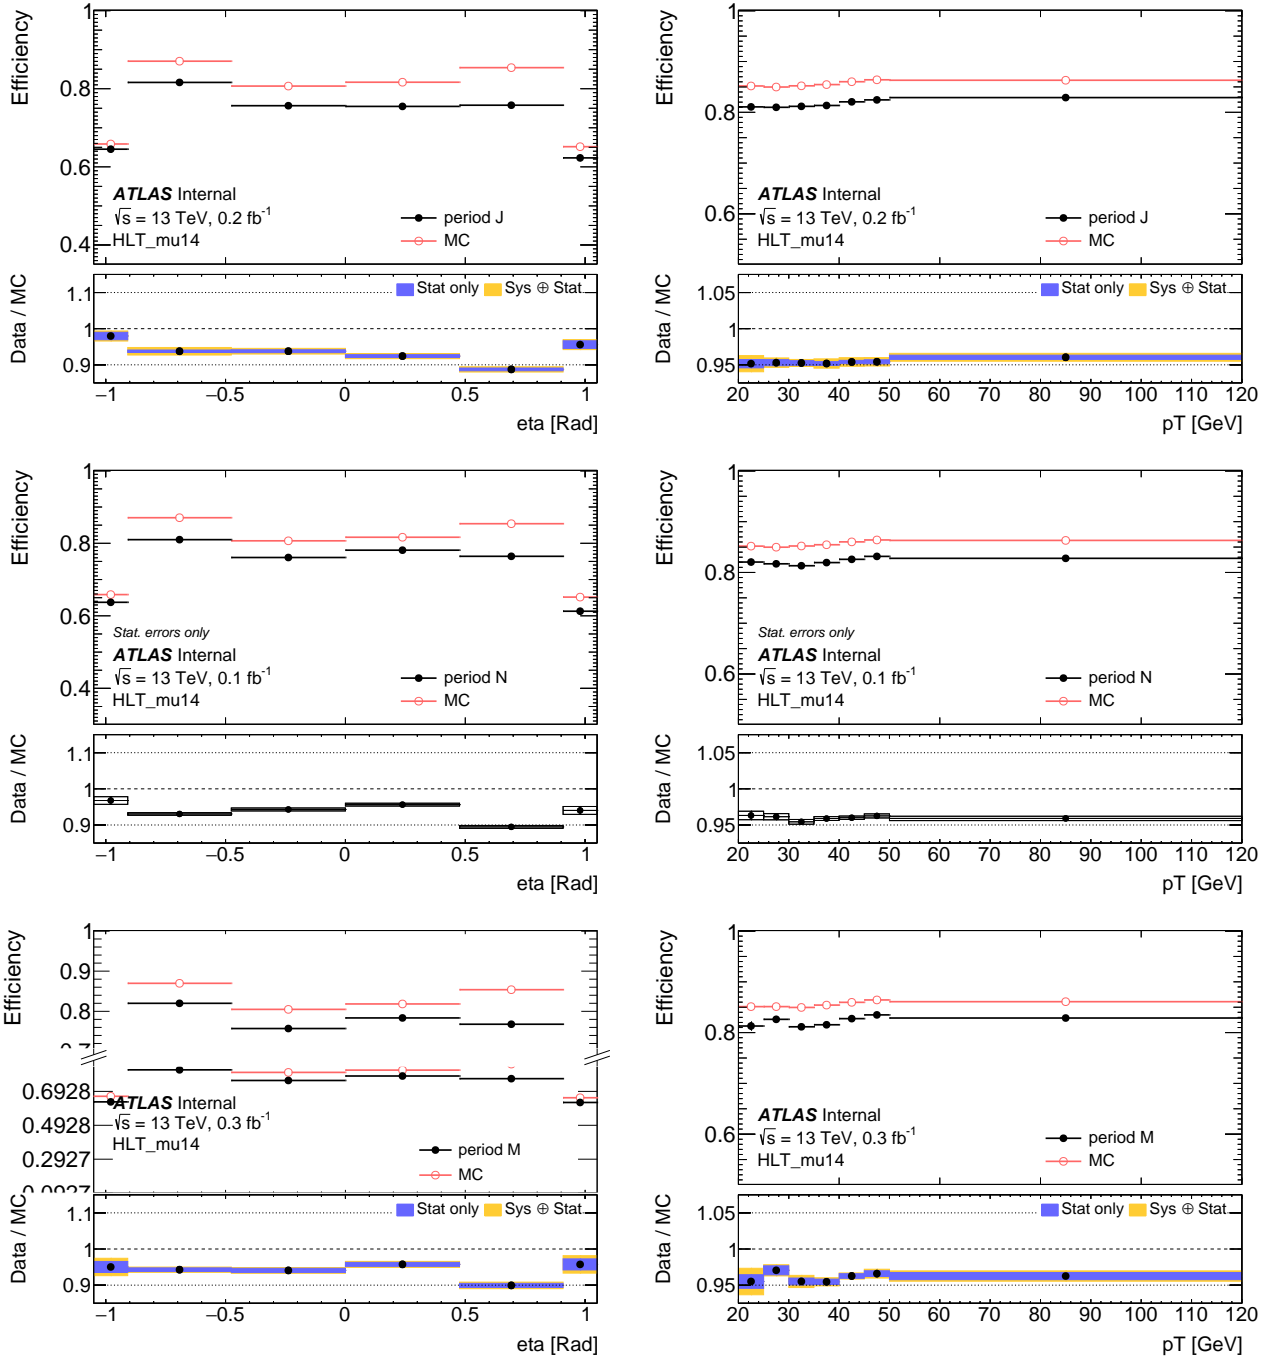 Efficiency
1
0.8
0.6
0.4
ATLAS Internal
√s = 13 TeV, 0.2 fb⁻¹
HLT_mu14
period J
MC
Data / MC
1.1
1
0.9
Stat only
Sys ⊕ Stat
−1 −0.5 0 0.5 1
eta [Rad]
Efficiency
1
0.8
0.6
ATLAS Internal
√s = 13 TeV, 0.2 fb⁻¹
HLT_mu14
period J
MC
Data / MC
1.05
1
0.95
Stat only
Sys ⊕ Stat
20 30 40 50 60 70 80 90 100 110 120
pT [GeV]
Efficiency
1
0.8
0.6
0.4
Stat. errors only
ATLAS Internal
√s = 13 TeV, 0.1 fb⁻¹
HLT_mu14
period N
MC
Data / MC
1.1
1
0.9
−1 −0.5 0 0.5 1
eta [Rad]
Efficiency
1
0.8
0.6
Stat. errors only
ATLAS Internal
√s = 13 TeV, 0.1 fb⁻¹
HLT_mu14
period N
MC
Data / MC
1.05
1
0.95
20 30 40 50 60 70 80 90 100 110 120
pT [GeV]
Efficiency
1
0.9
0.8
0.7
0.6928
0.4928
0.2927
0.0927
ATLAS Internal
√s = 13 TeV, 0.3 fb⁻¹
HLT_mu14
period M
MC
Data / MC
1.1
1
0.9
Stat only
Sys ⊕ Stat
−1 −0.5 0 0.5 1
eta [Rad]
Efficiency
1
0.8
0.6
ATLAS Internal
√s = 13 TeV, 0.3 fb⁻¹
HLT_mu14
period M
MC
Data / MC
1.05
1
0.95
Stat only
Sys ⊕ Stat
20 30 40 50 60 70 80 90 100 110 120
pT [GeV]